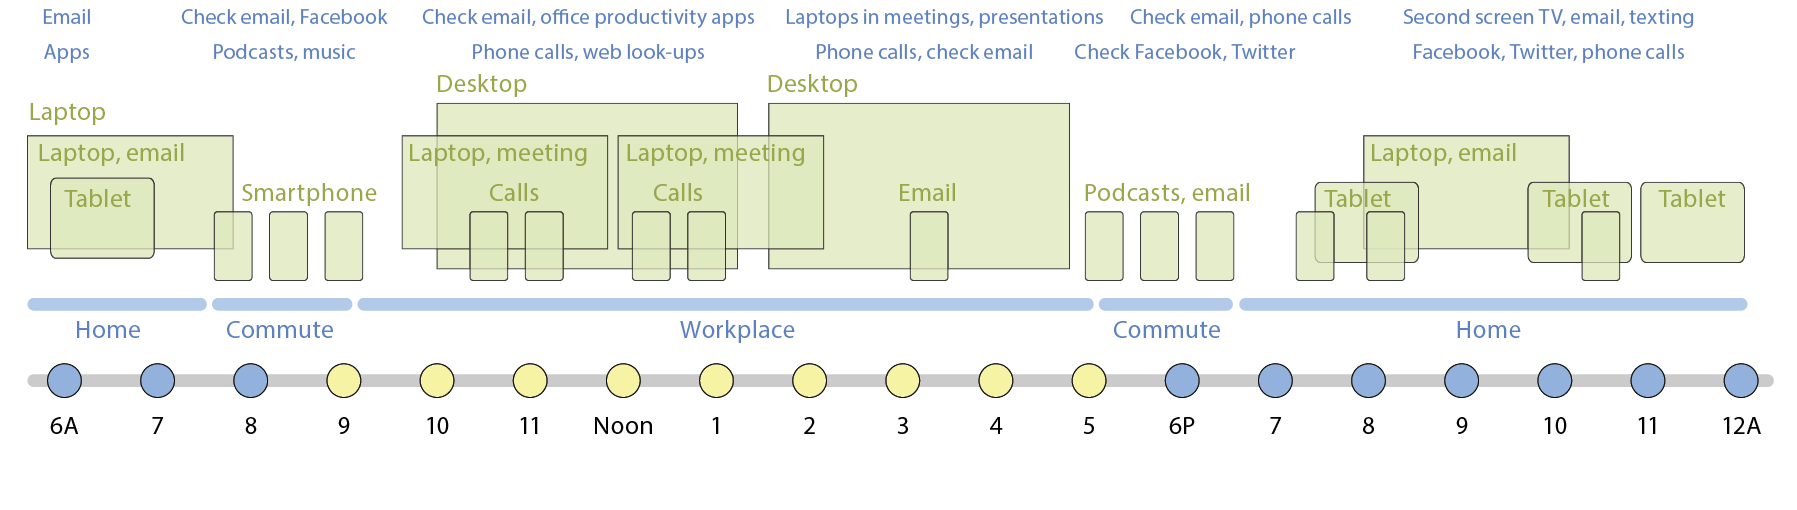 Email Check email, Facebook Check email, office productivity apps Laptops in meetings, presentations Check email, phone calls Second screen TV, email, texting
Apps Podcasts, music Phone calls, web look-ups Phone calls, check email Check Facebook, Twitter Facebook, Twitter, phone calls
Desktop Desktop
Laptop
Laptop, email Laptop, meeting Laptop, meeting Laptop, email
Tablet Smartphone Calls Calls Email Podcasts, email Tablet Tablet Tablet
Home Commute Workplace Commute Home
6A 7 8 9 10 11 Noon 1 2 3 4 5 6P 7 8 9 10 11 12A